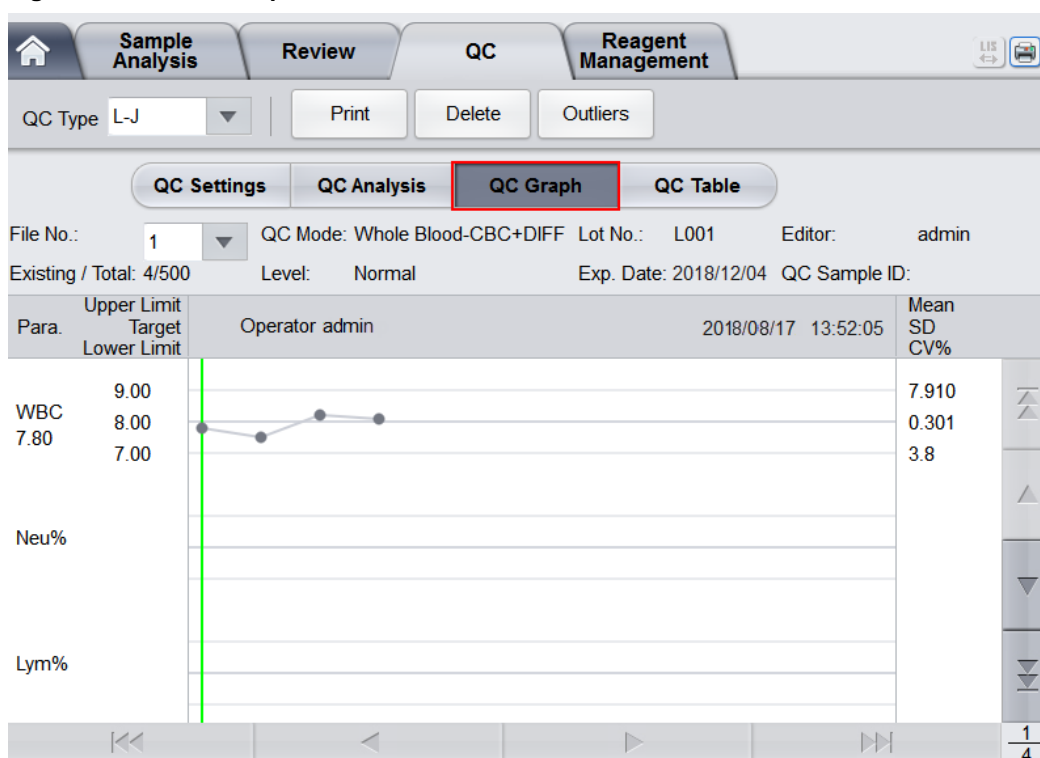 Sample Analysis Review QC Reagent Management LIS
QC Type L-J Print Delete Outliers
QC Settings QC Analysis QC Graph QC Table
File No.: 1 QC Mode: Whole Blood-CBC+DIFF Lot No.: L001 Editor: admin
Existing / Total: 4/500 Level: Normal Exp. Date: 2018/12/04 QC Sample ID:
Upper Limit Mean
Para. Target Operator admin 2018/08/17 13:52:05 SD
Lower Limit CV%
9.00 7.910
WBC
8.00 0.301
7.80
7.00 3.8
Neu%
Lym%
1
4